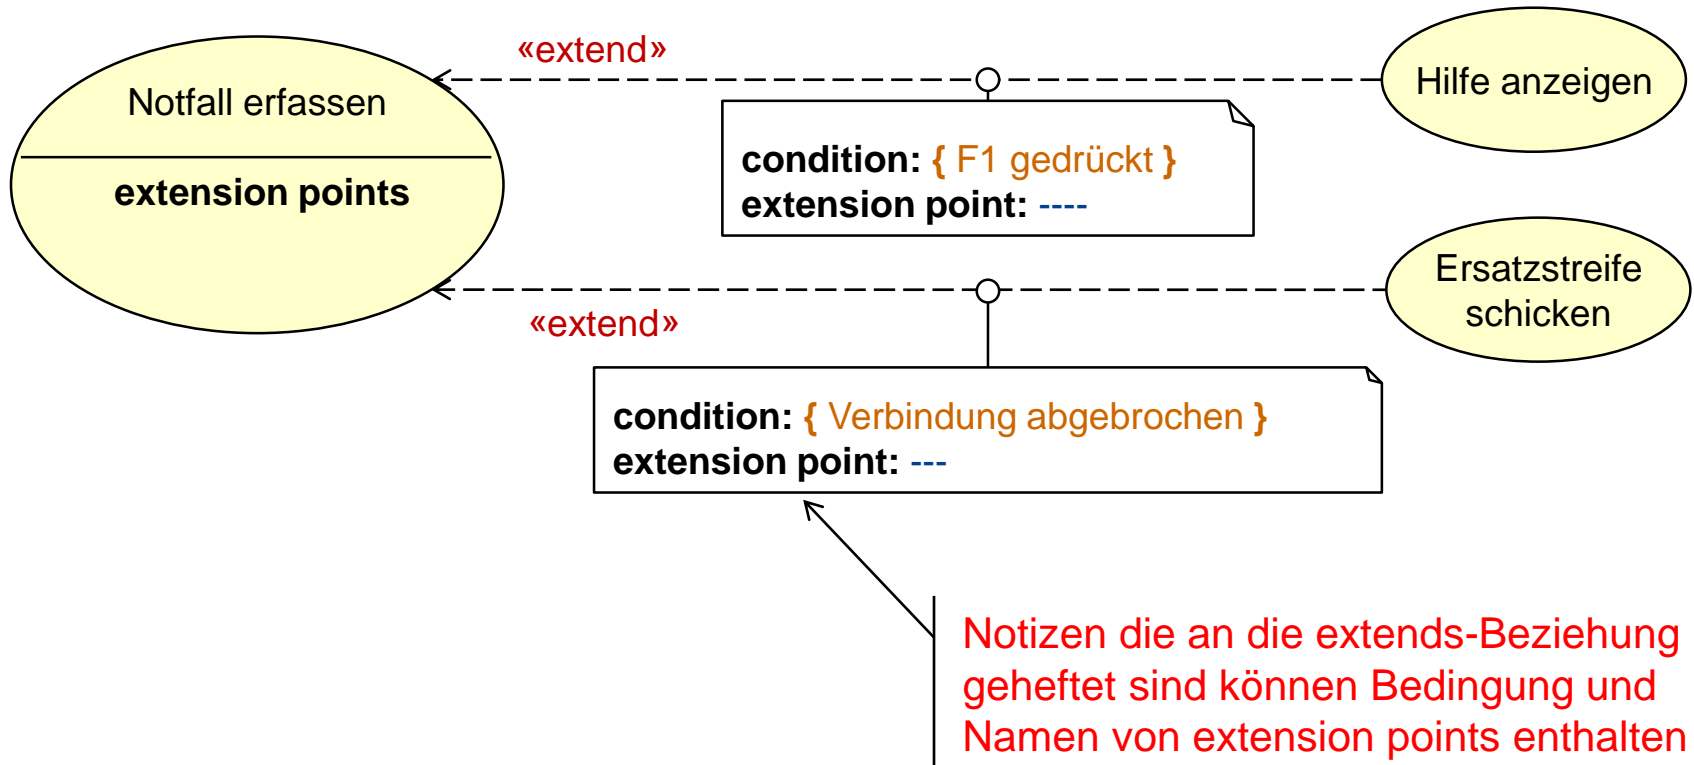 «extend»
Notfall erfassen
extension points
Hilfe anzeigen
condition: { F1 gedrückt }
extension point: ----
Ersatzstreife
schicken
«extend»
condition: { Verbindung abgebrochen }
extension point: ---
Notizen die an die extends-Beziehung
geheftet sind können Bedingung und
Namen von extension points enthalten